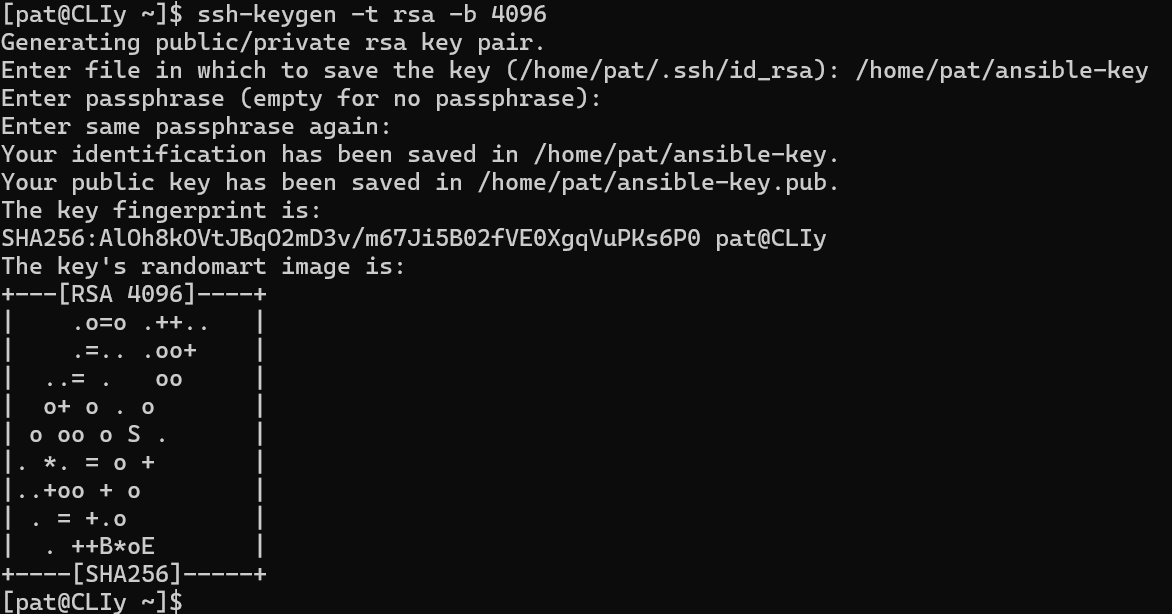 [pat@CLIy ~]$ ssh-keygen -t rsa -b 4096
Generating public/private rsa key pair.
Enter file in which to save the key (/home/pat/.ssh/id_rsa): /home/pat/ansible-key
Enter passphrase (empty for no passphrase):
Enter same passphrase again:
Your identification has been saved in /home/pat/ansible-key.
Your public key has been saved in /home/pat/ansible-key.pub.
The key fingerprint is:
SHA256:AlOh8kOVtJBqO2mD3v/m67Ji5B02fVE0XgqVuPKs6P0 pat@CLIy
The key's randomart image is:
+---[RSA 4096]----+
|    .o=o .++..   |
|    .=.. .oo+    |
|  ..= .   oo     |
|  o+ o . o       |
| o oo o S .      |
|. *. = o +       |
|..+oo + o        |
| . = +.o         |
|  . ++B*oE       |
+----[SHA256]-----+
[pat@CLIy ~]$